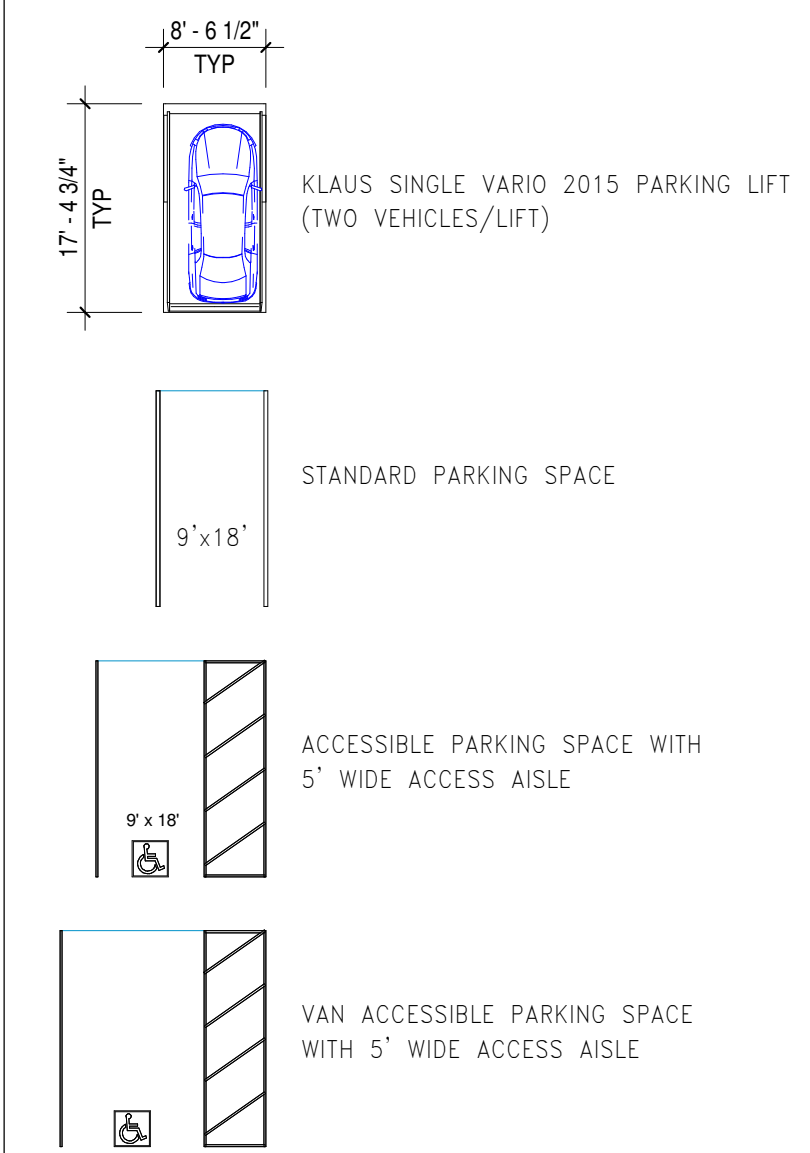 8' - 6 1/2"
TYP
17' - 4 3/4"
TYP
KLAUS SINGLE VARIO 2015 PARKING LIFT
(TWO VEHICLES/LIFT)
STANDARD PARKING SPACE
9'x18'
ACCESSIBLE PARKING SPACE WITH
5' WIDE ACCESS AISLE
9' x 18'
VAN ACCESSIBLE PARKING SPACE
WITH 5' WIDE ACCESS AISLE